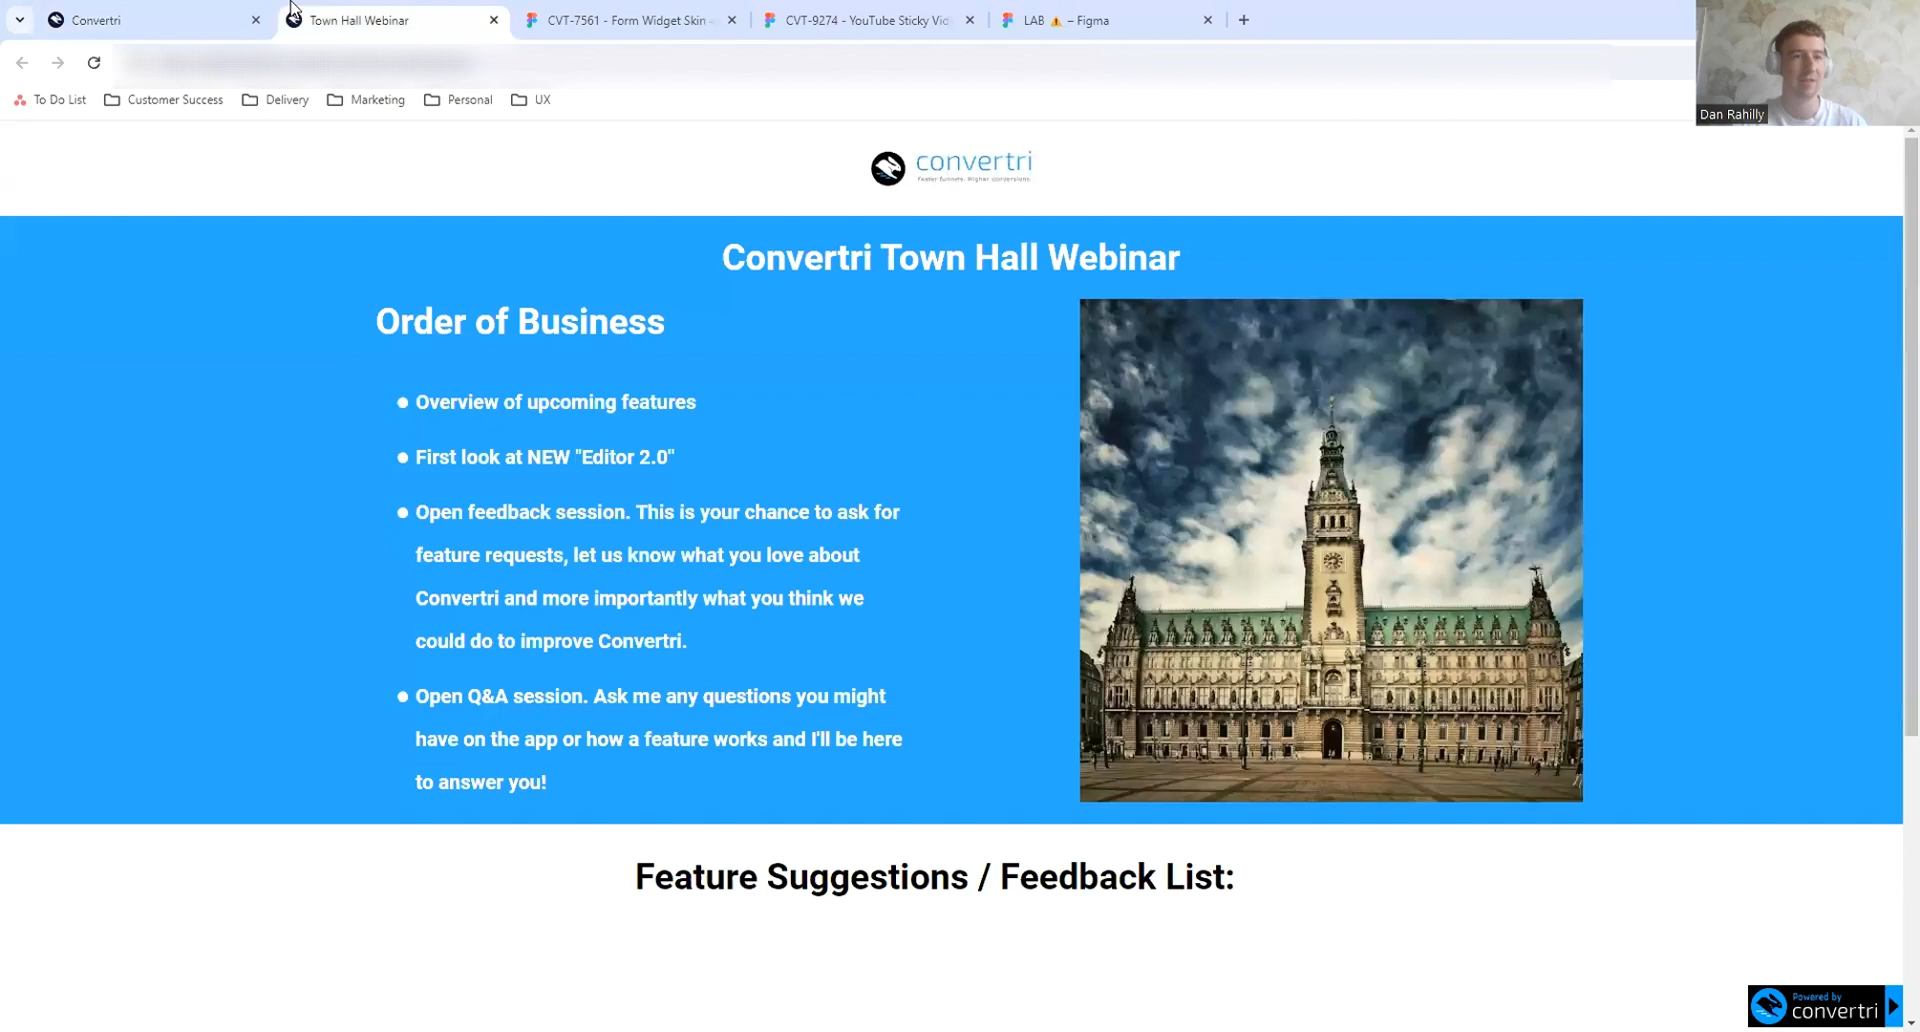 Convertri
Town Hall Webinar
CVT-7561 - Form Widget Skin
CVT-9274 - YouTube Sticky Vid
LAB ⚠ – Figma
To Do List
Customer Success
Delivery
Marketing
Personal
UX
Dan Rahilly
convertri
Faster funnels. Higher conversions.
Convertri Town Hall Webinar
Order of Business
● Overview of upcoming features
● First look at NEW "Editor 2.0"
● Open feedback session. This is your chance to ask for
feature requests, let us know what you love about
Convertri and more importantly what you think we
could do to improve Convertri.
● Open Q&A session. Ask me any questions you might
have on the app or how a feature works and I'll be here
to answer you!
Feature Suggestions / Feedback List:
Powered by
convertri